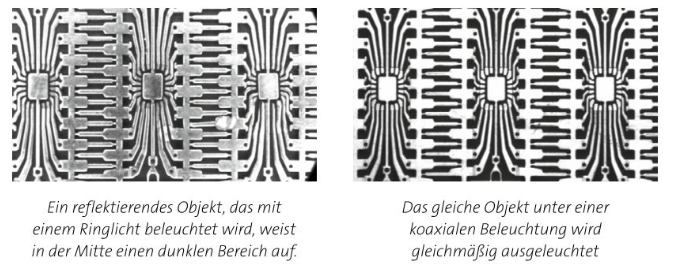 Ein reflektierendes Objekt, das mit
einem Ringlicht beleuchtet wird, weist
in der Mitte einen dunklen Bereich auf.
Das gleiche Objekt unter einer
koaxialen Beleuchtung wird
gleichmäßig ausgeleuchtet